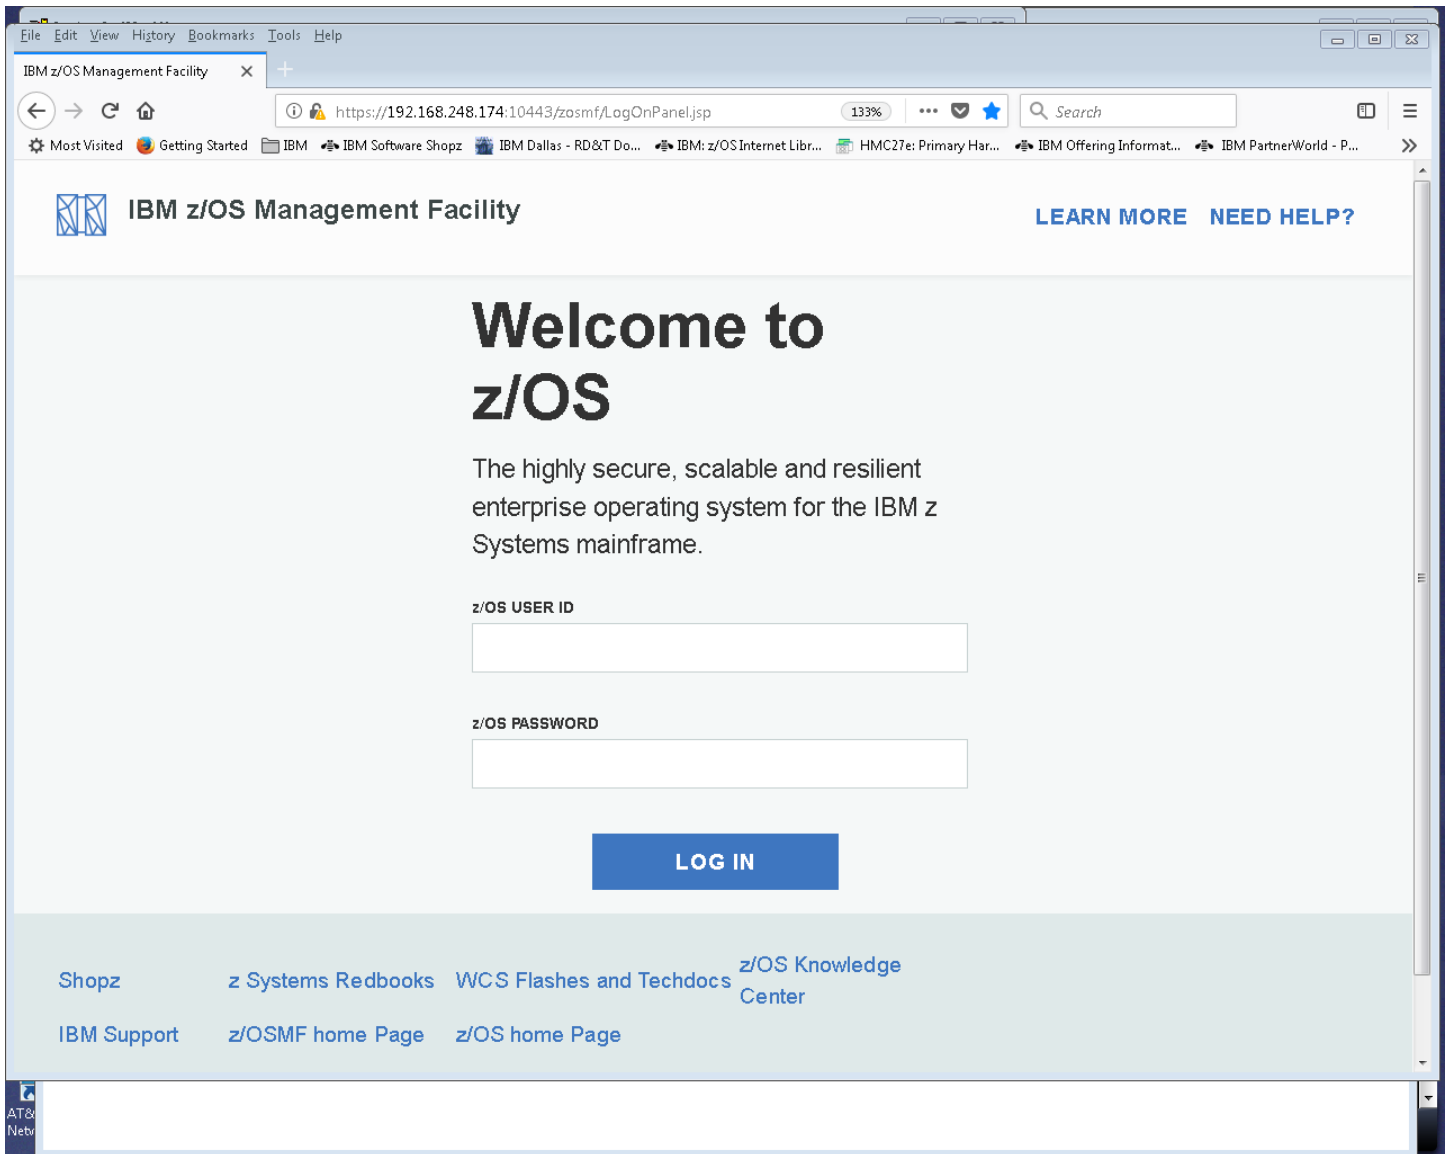 File Edit View History Bookmarks Tools Help
IBM z/OS Management Facility
https://192.168.248.174:10443/zosmf/LogOnPanel.jsp 133% Search
Most Visited Getting Started IBM IBM Software Shopz IBM Dallas - RD&T Do... IBM: z/OS Internet Libr... HMC27e: Primary Har... IBM Offering Informat... IBM PartnerWorld - P...
IBM z/OS Management Facility
LEARN MORE NEED HELP?
Welcome to
z/OS
The highly secure, scalable and resilient
enterprise operating system for the IBM z
Systems mainframe.
z/OS USER ID
z/OS PASSWORD
LOG IN
Shopz z Systems Redbooks WCS Flashes and Techdocs z/OS Knowledge
Center
IBM Support z/OSMF home Page z/OS home Page
AT&
Netw